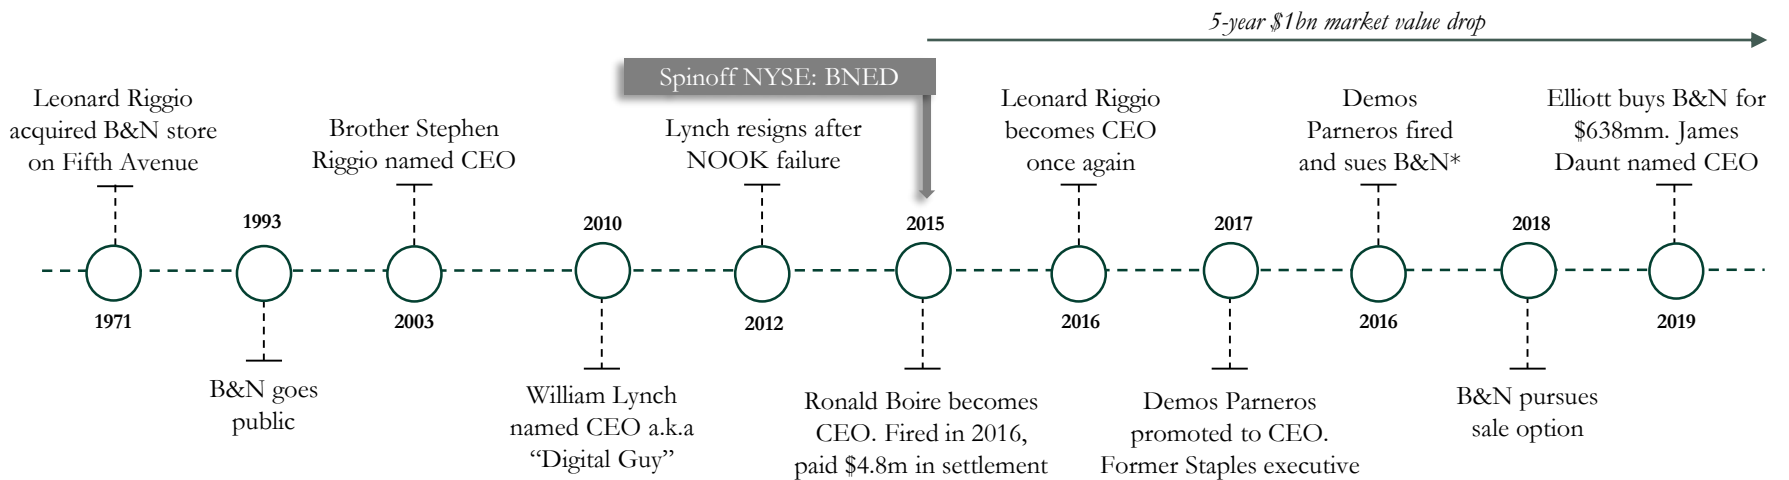 5-year $1bn market value drop
Spinoff NYSE: BNED
Leonard Riggio
acquired B&N store
on Fifth Avenue
Brother Stephen
Riggio named CEO
Lynch resigns after
NOOK failure
Leonard Riggio
becomes CEO
once again
Demos
Parneros fired
and sues B&N*
Elliott buys B&N for
$638mm. James
Daunt named CEO
1993
2010
2015
2017
2018
1971
2003
2012
2016
2016
2019
B&N goes
public
William Lynch
named CEO a.k.a
“Digital Guy”
Ronald Boire becomes
CEO. Fired in 2016,
paid $4.8m in settlement
Demos Parneros
promoted to CEO.
Former Staples executive
B&N pursues
sale option